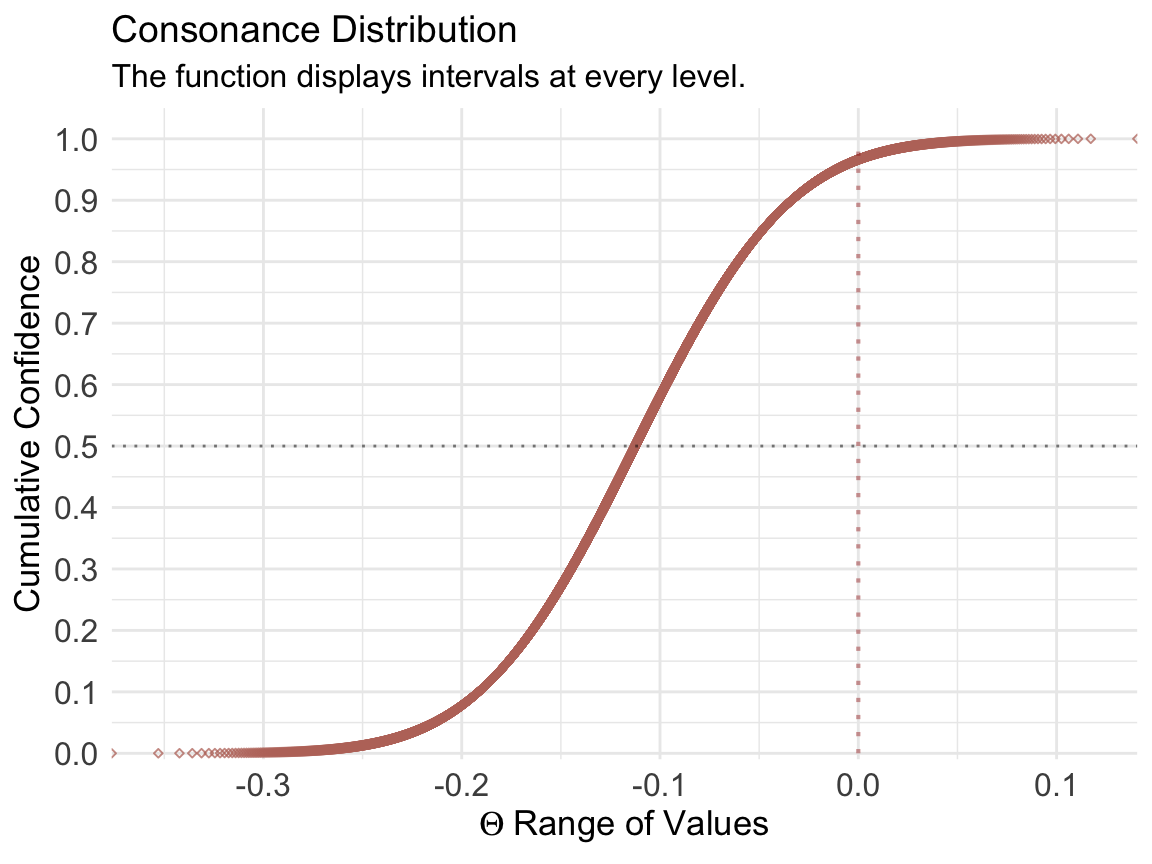 Consonance Distribution
The function displays intervals at every level.
1.0
0.9
0.8
0.7
0.6
0.5
0.4
0.3
0.2
0.1
0.0
Cumulative Confidence
-0.3 -0.2 -0.1 0.0 0.1
Θ Range of Values